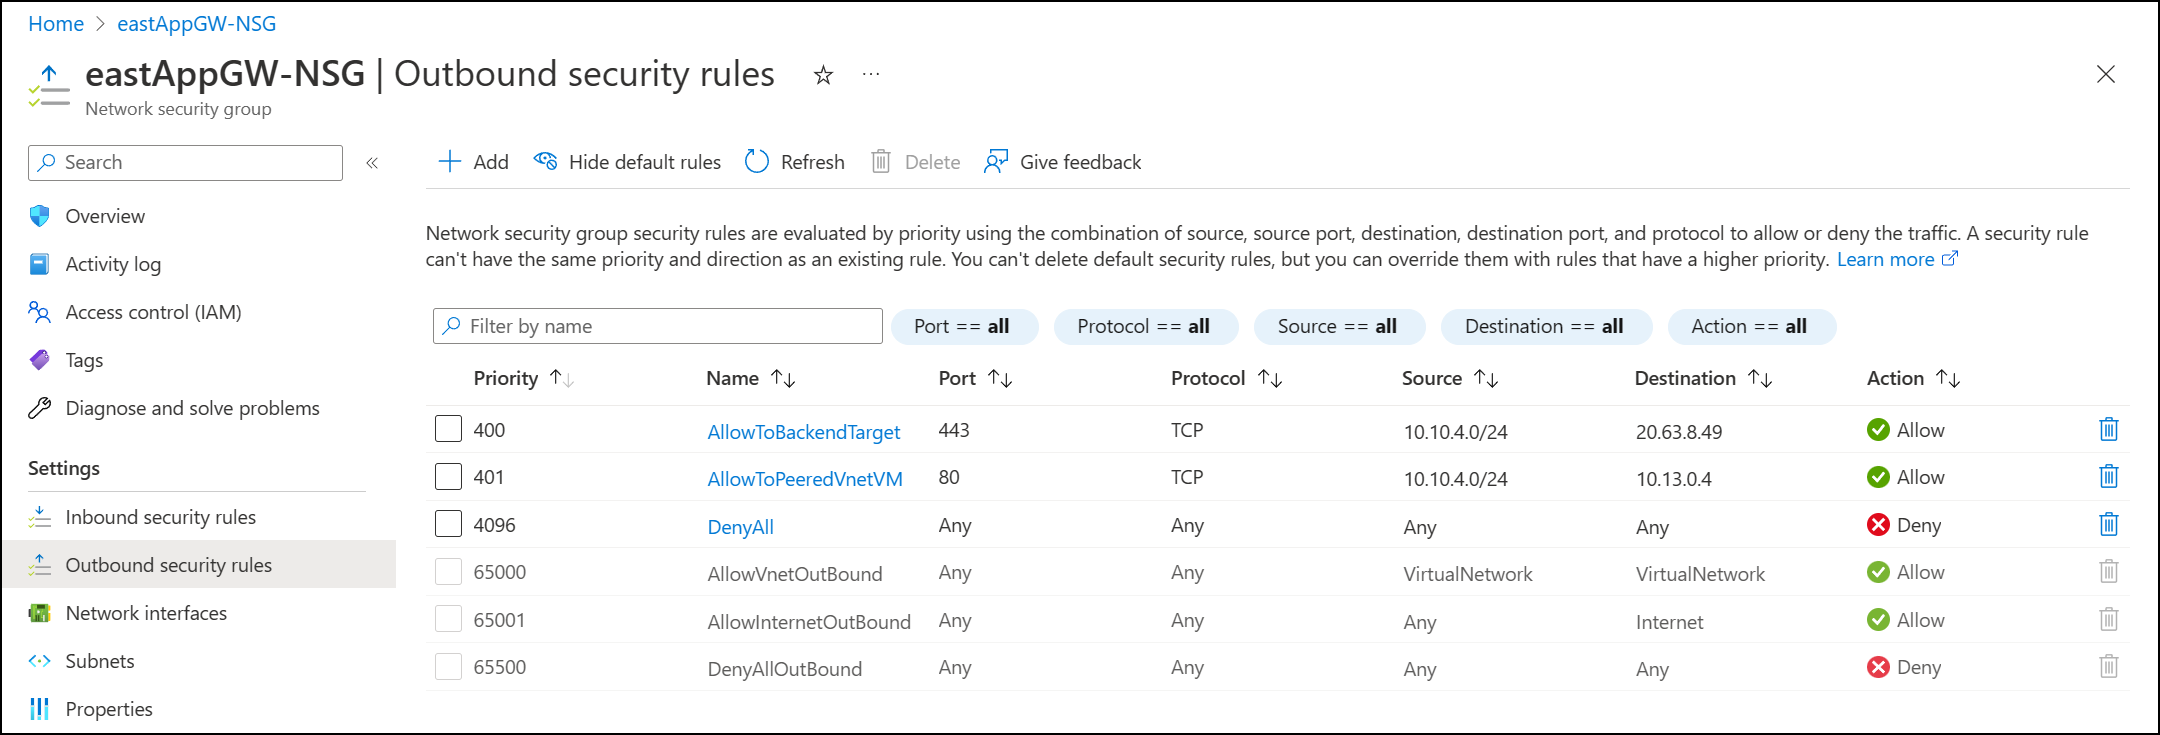 Home > eastAppGW-NSG
eastAppGW-NSG | Outbound security rules ☆ ···
Network security group
Search «
+ Add Hide default rules Refresh Delete Give feedback
Overview
Activity log
Access control (IAM)
Tags
Diagnose and solve problems
Settings
Inbound security rules
Outbound security rules
Network interfaces
Subnets
Properties
Network security group security rules are evaluated by priority using the combination of source, source port, destination, destination port, and protocol to allow or deny the traffic. A security rule
can't have the same priority and direction as an existing rule. You can't delete default security rules, but you can override them with rules that have a higher priority. Learn more
Filter by name Port == all Protocol == all Source == all Destination == all Action == all
Priority ↑↓ Name ↑↓ Port ↑↓ Protocol ↑↓ Source ↑↓ Destination ↑↓ Action ↑↓
400 AllowToBackendTarget 443 TCP 10.10.4.0/24 20.63.8.49 Allow
401 AllowToPeeredVnetVM 80 TCP 10.10.4.0/24 10.13.0.4 Allow
4096 DenyAll Any Any Any Any Deny
65000 AllowVnetOutBound Any Any VirtualNetwork VirtualNetwork Allow
65001 AllowInternetOutBound Any Any Any Internet Allow
65500 DenyAllOutBound Any Any Any Any Deny